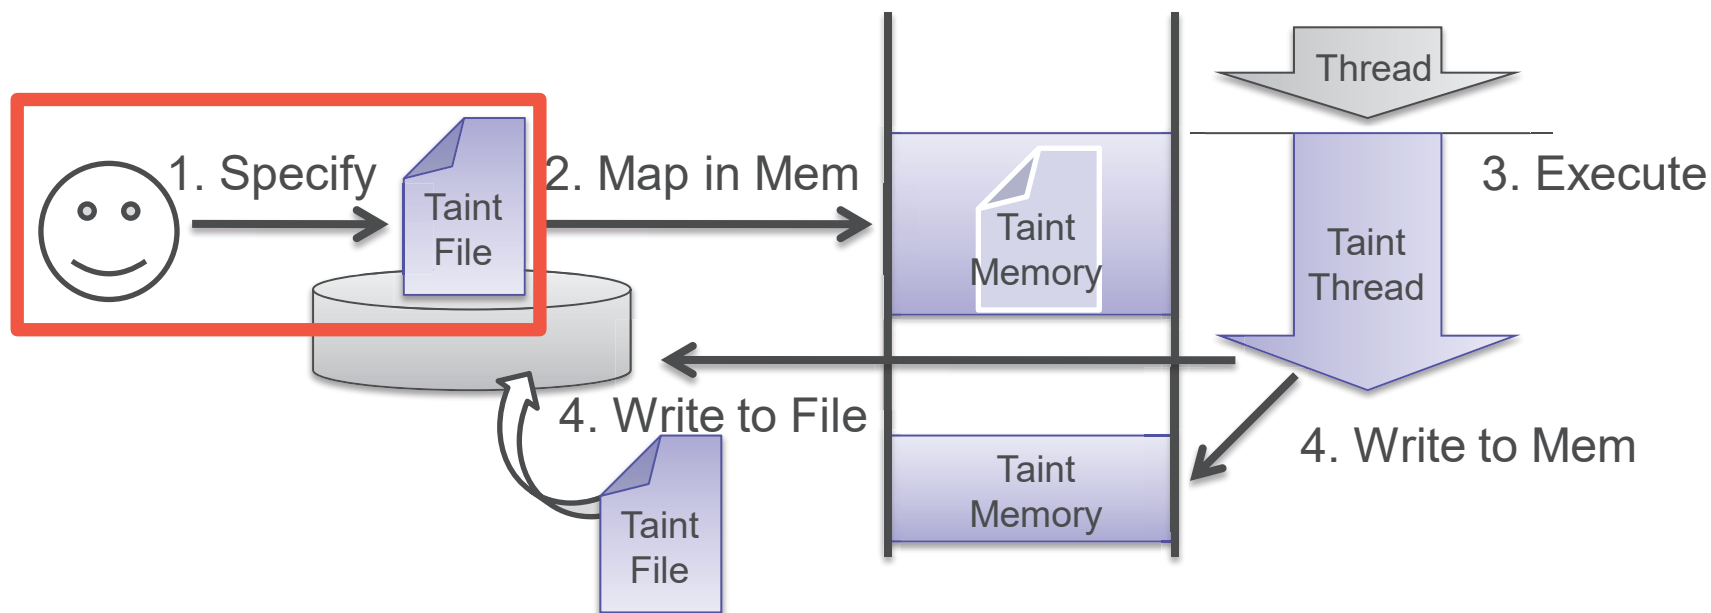 Thread
1. Specify
2. Map in Mem
3. Execute
Taint
File
Taint
Memory
Taint
Thread
4. Write to File
4. Write to Mem
Taint
Memory
Taint
File